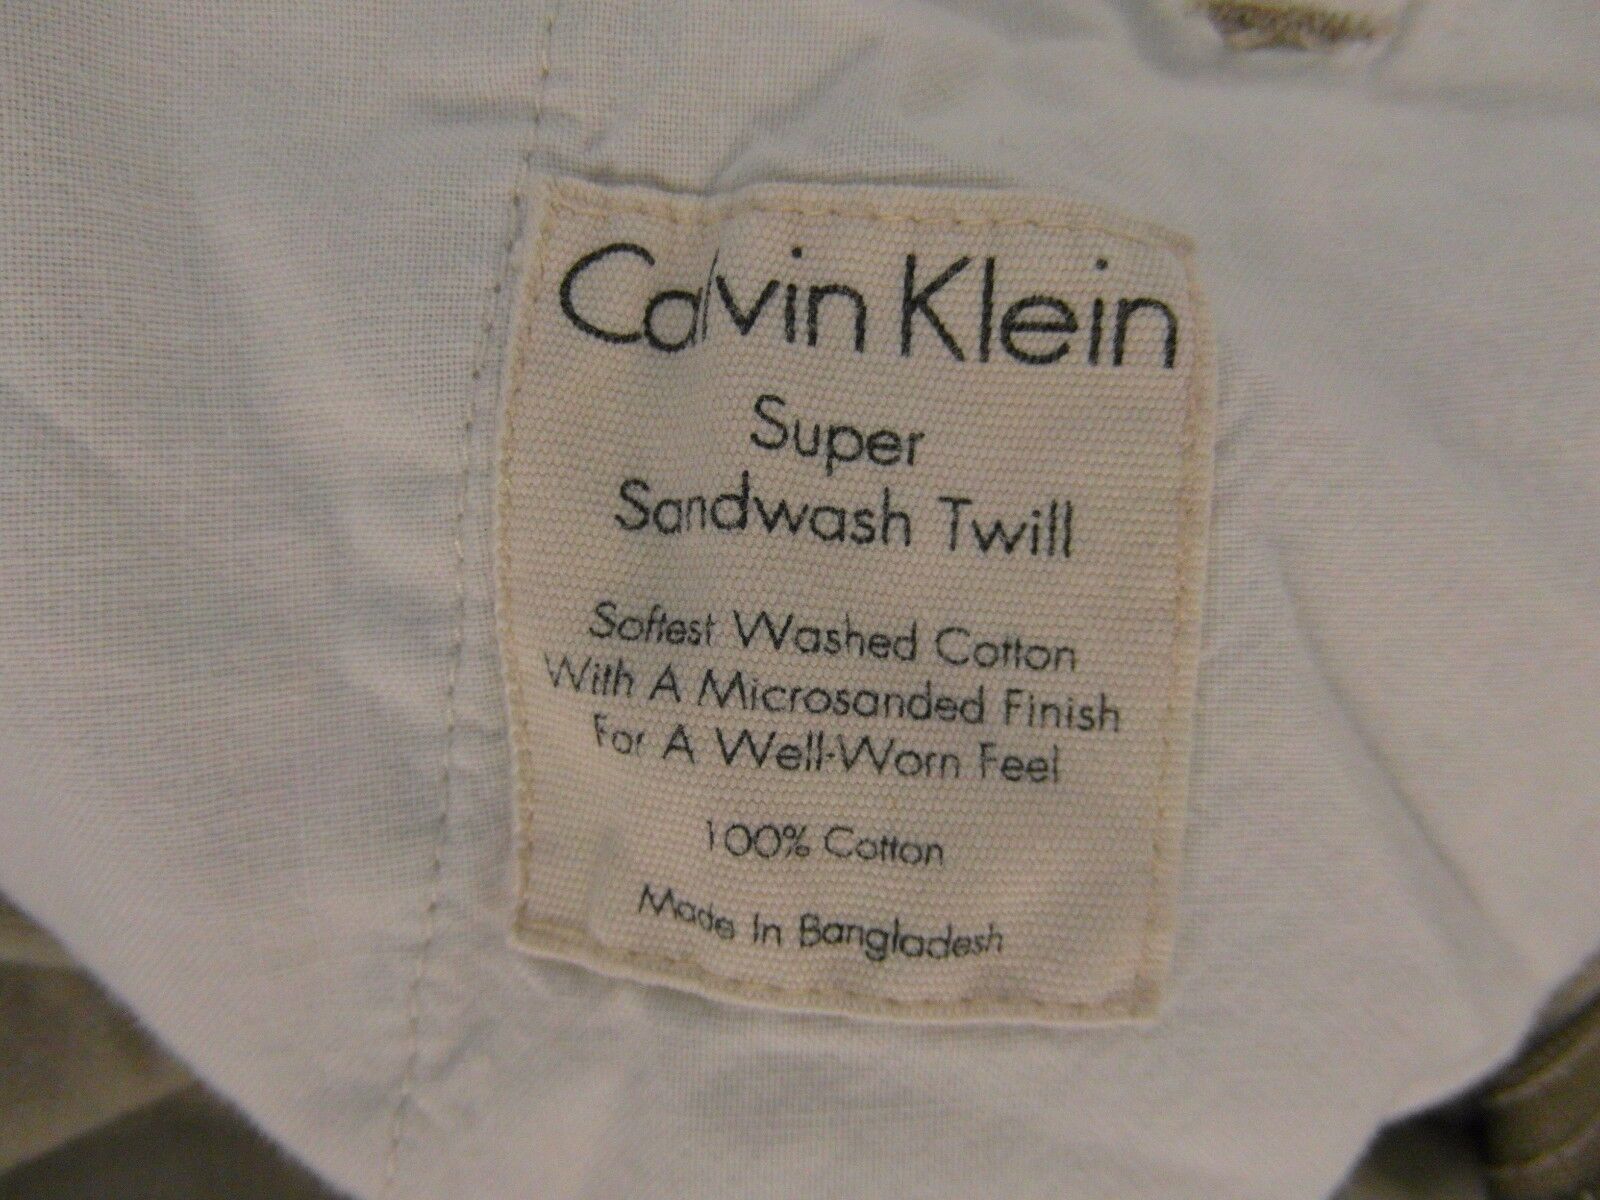 Calvin Klein
Super
Sandwash Twill
Softest Washed Cotton
With A Microsanded Finish
For A Well-Worn Feel
100% Cotton
Made In Bangladesh